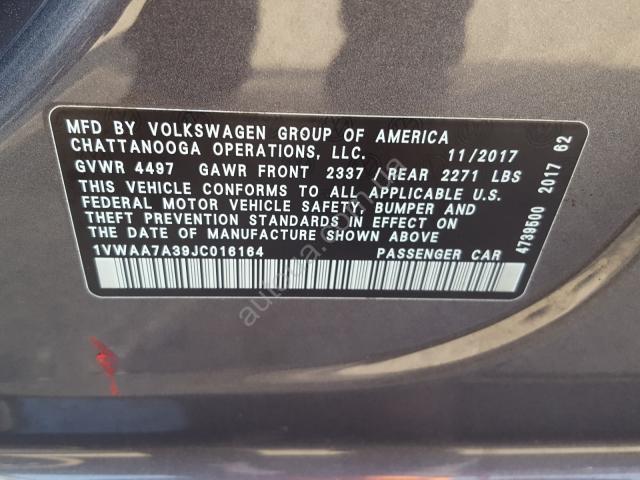 MFD BY VOLKSWAGEN GROUP OF AMERICA
CHATTANOOGA OPERATIONS, LLC. 11/2017
GVWR 4497 GAWR FRONT 2337 / REAR 2271 LBS
THIS VEHICLE CONFORMS TO ALL APPLICABLE U.S.
FEDERAL MOTOR VEHICLE SAFETY, BUMPER AND
THEFT PREVENTION STANDARDS IN EFFECT ON
THE DATE OF MANUFACTURE SHOWN ABOVE.
1VWAA7A39JC016164 PASSENGER CAR
4739500 2017 62